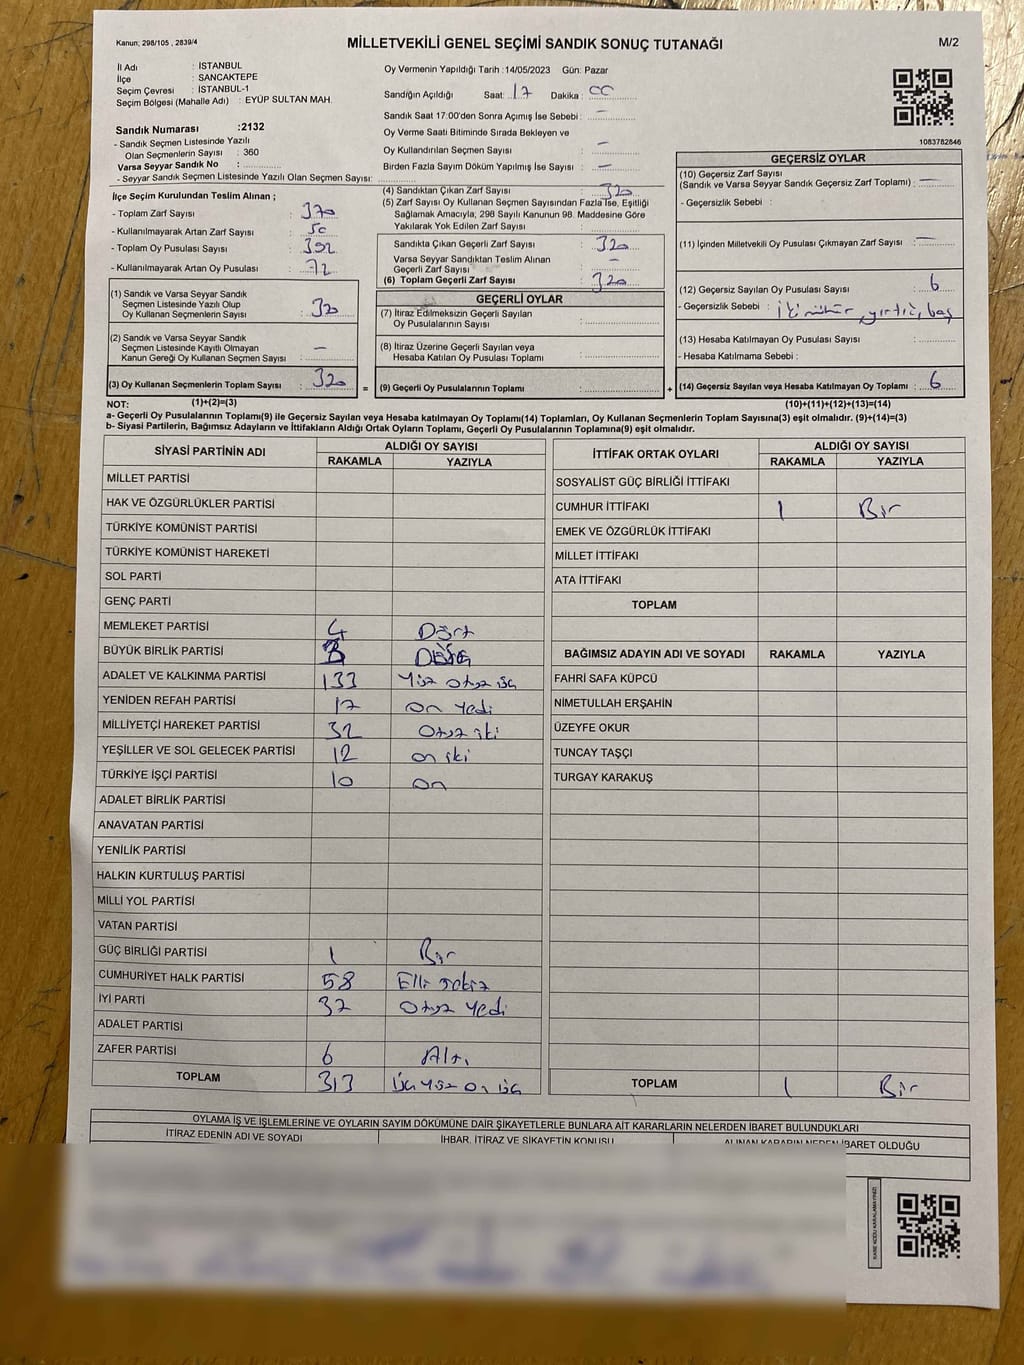 Kanun; 298/105 , 2839/4
MİLLETVEKİLİ GENEL SEÇİMİ SANDIK SONUÇ TUTANAĞI
M/2
İl Adı : İSTANBUL
İlçe : SANCAKTEPE
Seçim Çevresi : İSTANBUL-1
Seçim Bölgesi (Mahalle Adı) : EYÜP SULTAN MAH.
Oy Vermenin Yapıldığı Tarih :14/05/2023 Gün: Pazar
Sandığın Açıldığı Saat: 17 Dakika : 00
Sandık Saat 17:00'den Sonra Açımış İse Sebebi : —
Oy Verme Saati Bitiminde Sırada Bekleyen ve
Oy Kullandırılan Seçmen Sayısı : —
Birden Fazla Sayım Döküm Yapılmış İse Sayısı : —
Sandık Numarası :2132
- Sandık Seçmen Listesinde Yazılı
Olan Seçmenlerin Sayısı : 360
Varsa Seyyar Sandık No :
- Seyyar Sandık Seçmen Listesinde Yazılı Olan Seçmen Sayısı:
1083782846
İlçe Seçim Kurulundan Teslim Alınan ;
- Toplam Zarf Sayısı : 370
- Kullanılmayarak Artan Zarf Sayısı : 50
- Toplam Oy Pusulası Sayısı : 392
- Kullanılmayarak Artan Oy Pusulası : 72
(1) Sandık ve Varsa Seyyar Sandık
Seçmen Listesinde Yazılı Olup
Oy Kullanan Seçmenlerin Sayısı : 320
(2) Sandık ve Varsa Seyyar Sandık
Seçmen Listesinde Kayıtlı Olmayan
Kanun Gereği Oy Kullanan Seçmen Sayısı : —
(3) Oy Kullanan Seçmenlerin Toplam Sayısı : 320 =
(4) Sandıktan Çıkan Zarf Sayısı : 320
(5) Zarf Sayısı Oy Kullanan Seçmen Sayısından Fazla İse, Eşitliği
Sağlamak Amacıyla; 298 Sayılı Kanunun 98. Maddesine Göre
Yakılarak Yok Edilen Zarf Sayısı :
Sandıkta Çıkan Geçerli Zarf Sayısı : 320
Varsa Seyyar Sandıktan Teslim Alınan
Geçerli Zarf Sayısı : —
(6) Toplam Geçerli Zarf Sayısı : 320
GEÇERLİ OYLAR
(7) İtiraz Edilmeksizin Geçerli Sayılan
Oy Pusulalarının Sayısı :
(8) İtiraz Üzerine Geçerli Sayılan veya
Hesaba Katılan Oy Pusulası Toplamı :
(9) Geçerli Oy Pusulalarının Toplamı : +
GEÇERSİZ OYLAR
(10) Geçersiz Zarf Sayısı
(Sandık ve Varsa Seyyar Sandık Geçersiz Zarf Toplamı) : —
- Geçersizlik Sebebi :
(11) İçinden Milletvekili Oy Pusulası Çıkmayan Zarf Sayısı : —
(12) Geçersiz Sayılan Oy Pusulası Sayısı : 6
- Geçersizlik Sebebi : İki mühür, yırtık, boş
(13) Hesaba Katılmayan Oy Pusulası Sayısı :
- Hesaba Katılmama Sebebi :
(14) Geçersiz Sayılan veya Hesaba Katılmayan Oy Toplamı : 6
NOT: (1)+(2)=(3) (10)+(11)+(12)+(13)=(14)
a- Geçerli Oy Pusulalarının Toplamı(9) ile Geçersiz Sayılan veya Hesaba katılmayan Oy Toplamı(14) Toplamları, Oy Kullanan Seçmenlerin Toplam Sayısına(3) eşit olmalıdır. (9)+(14)=(3)
b- Siyasi Partilerin, Bağımsız Adayların ve İttifakların Aldığı Ortak Oyların Toplamı, Geçerli Oy Pusulalarının Toplamına(9) eşit olmalıdır.
SİYASİ PARTİNİN ADI ALDIĞI OY SAYISI
RAKAMLA YAZIYLA
MİLLET PARTİSİ
HAK VE ÖZGÜRLÜKLER PARTİSİ
TÜRKİYE KOMÜNİST PARTİSİ
TÜRKİYE KOMÜNİST HAREKETİ
SOL PARTİ
GENÇ PARTİ
MEMLEKET PARTİSİ 4 Dört
BÜYÜK BİRLİK PARTİSİ
ADALET VE KALKINMA PARTİSİ 133 Yüz otuz üç
YENİDEN REFAH PARTİSİ 17 on yedi
MİLLİYETÇİ HAREKET PARTİSİ 32 Otuz iki
YEŞİLLER VE SOL GELECEK PARTİSİ 12 on iki
TÜRKİYE İŞÇİ PARTİSİ 10 on
ADALET BİRLİK PARTİSİ
ANAVATAN PARTİSİ
YENİLİK PARTİSİ
HALKIN KURTULUŞ PARTİSİ
MİLLİ YOL PARTİSİ
VATAN PARTİSİ
GÜÇ BİRLİĞİ PARTİSİ 1 Bir
CUMHURİYET HALK PARTİSİ 58 Elli sekiz
İYİ PARTİ 37 Otuz yedi
ADALET PARTİSİ
ZAFER PARTİSİ 6 Altı
TOPLAM 313 üç yüz on üç
İTTİFAK ORTAK OYLARI ALDIĞI OY SAYISI
RAKAMLA YAZIYLA
SOSYALİST GÜÇ BİRLİĞİ İTTİFAKI
CUMHUR İTTİFAKI 1 Bir
EMEK VE ÖZGÜRLÜK İTTİFAKI
MİLLET İTTİFAKI
ATA İTTİFAKI
TOPLAM
BAĞIMSIZ ADAYIN ADI VE SOYADI RAKAMLA YAZIYLA
FAHRİ SAFA KÜPCÜ
NİMETULLAH ERŞAHİN
ÜZEYFE OKUR
TUNCAY TAŞÇI
TURGAY KARAKUŞ
TOPLAM 1 Bir
OYLAMA İŞ VE İŞLEMLERİNE VE OYLARIN SAYIM DÖKÜMÜNE DAİR ŞİKAYETLERLE BUNLARA AİT KARARLARIN NELERDEN İBARET BULUNDUKLARI
İTİRAZ EDENİN ADI VE SOYADI İHBAR, İTİRAZ VE ŞİKAYETİN KONUSU ALINAN KARARIN NEDEN İBARET OLDUĞU